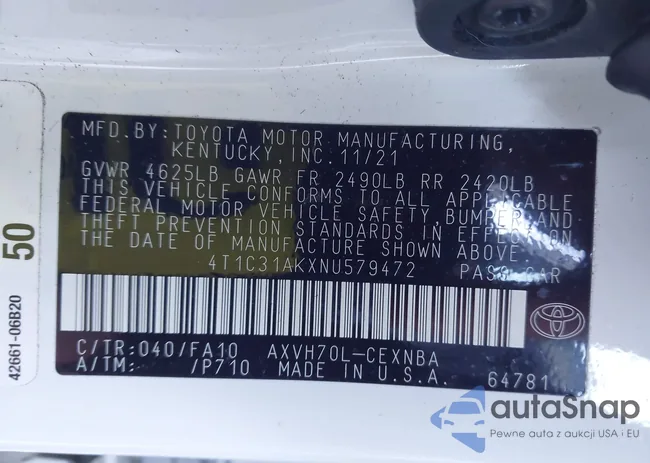 MFD.BY: TOYOTA MOTOR MANUFACTURING,
KENTUCKY, INC. 11/21
GVWR 4625LB GAWR FR 2490LB RR 2420LB
THIS VEHICLE CONFORMS TO ALL APPLICABLE
FEDERAL MOTOR VEHICLE SAFETY, BUMPER, AND
THEFT PREVENTION STANDARDS IN EFFECT ON
THE DATE OF MANUFACTURE SHOWN ABOVE.
4T1C31AKXNU579472 PASS. CAR
C/TR: 040/FA10 AXVH70L-CEXNBA
A/TM: /P710 MADE IN U.S.A. 64781
42661-06B20 50
autaSnap
Pewne auta z aukcji USA i EU